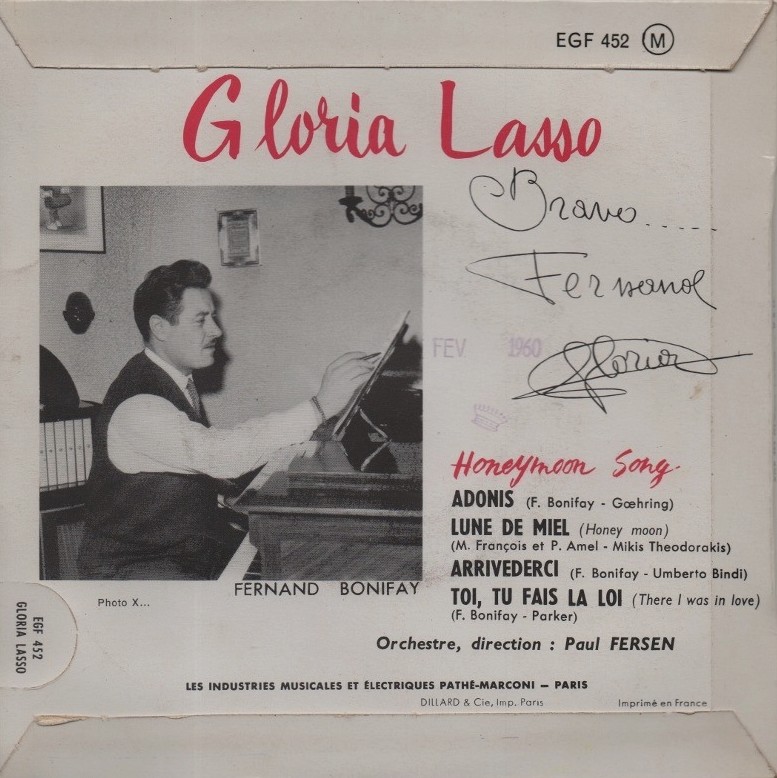 EGF 452 M
Gloria Lasso
Bravo.....
Fernand
Gloria
FEV 1960
Honeymoon Song.
ADONIS (F. Bonifay - Gœhring)
LUNE DE MIEL (Honey moon)
(M. François et P. Amel - Mikis Theodorakis)
ARRIVEDERCI (F. Bonifay - Umberto Bindi)
TOI, TU FAIS LA LOI (There I was in love)
(F. Bonifay - Parker)
FERNAND BONIFAY
Photo X...
EGF 452
GLORIA LASSO
Orchestre, direction : Paul FERSEN
LES INDUSTRIES MUSICALES ET ÉLECTRIQUES PATHÉ-MARCONI – PARIS
DILLARD & Cie, Imp. Paris
Imprimé en France